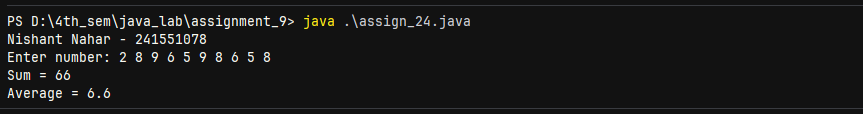 PS D:\4th_sem\java_lab\assignment_9> java .\assign_24.java
Nishant Nahar - 241551078
Enter number: 2 8 9 6 5 9 8 6 5 8
Sum = 66
Average = 6.6